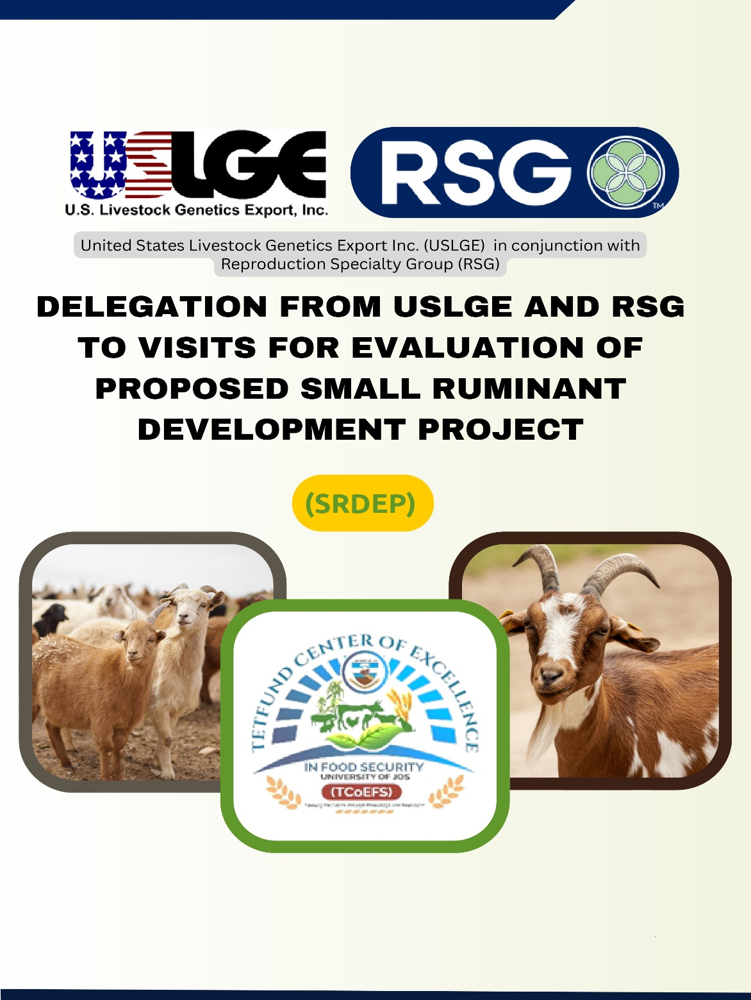 USLGE
U.S. Livestock Genetics Export, Inc.
RSG
TM
United States Livestock Genetics Export Inc. (USLGE) in conjunction with
Reproduction Specialty Group (RSG)
DELEGATION FROM USLGE AND RSG
TO VISITS FOR EVALUATION OF
PROPOSED SMALL RUMINANT
DEVELOPMENT PROJECT
(SRDEP)
TETFUND CENTER OF EXCELLENCE
IN FOOD SECURITY
UNIVERSITY OF JOS
(TCoEFS)